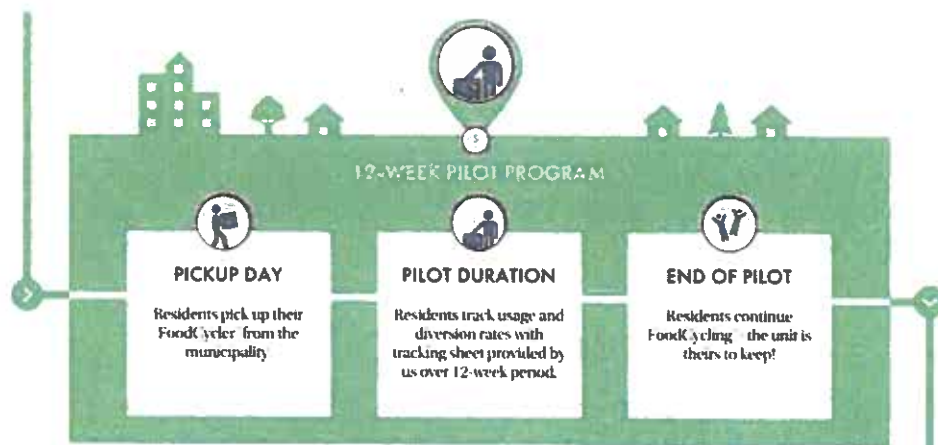 5
12-WEEK PILOT PROGRAM
PICKUP DAY
Residents pick up their
FoodCycler from the
municipality
PILOT DURATION
Residents track usage and
diversion rates with
tracking sheet provided by
us over 12-week period.
END OF PILOT
Residents continue
FoodCycling the unit is
theirs to keep!